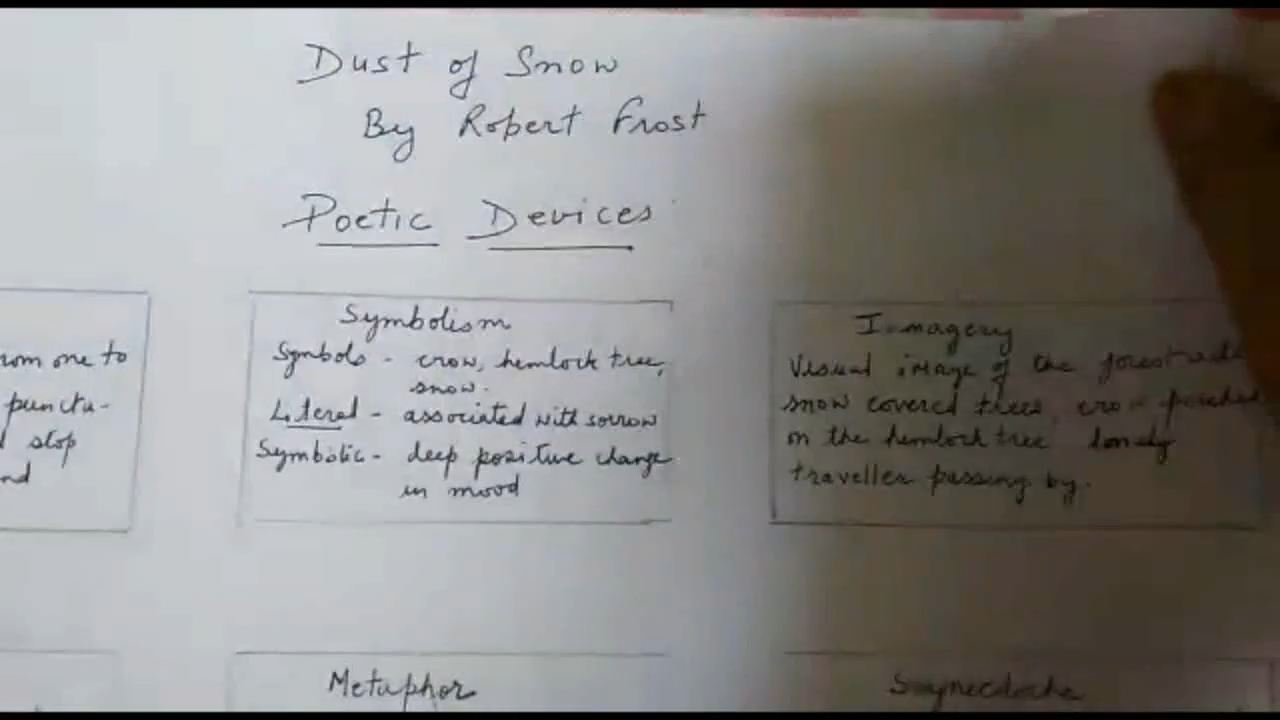 Dust of Snow
By Robert Frost
Poetic Devices
rom one to
punctu-
stop
nd
Symbolism
Symbols - crow, hemlock tree,
snow.
Literal - associated with sorrow
Symbolic - deep positive change
in mood
Imagery
Visual image of the forest with
snow covered trees, crow perched
on the hemlock tree lonely
traveller passing by.
Metaphor
Synecdoche